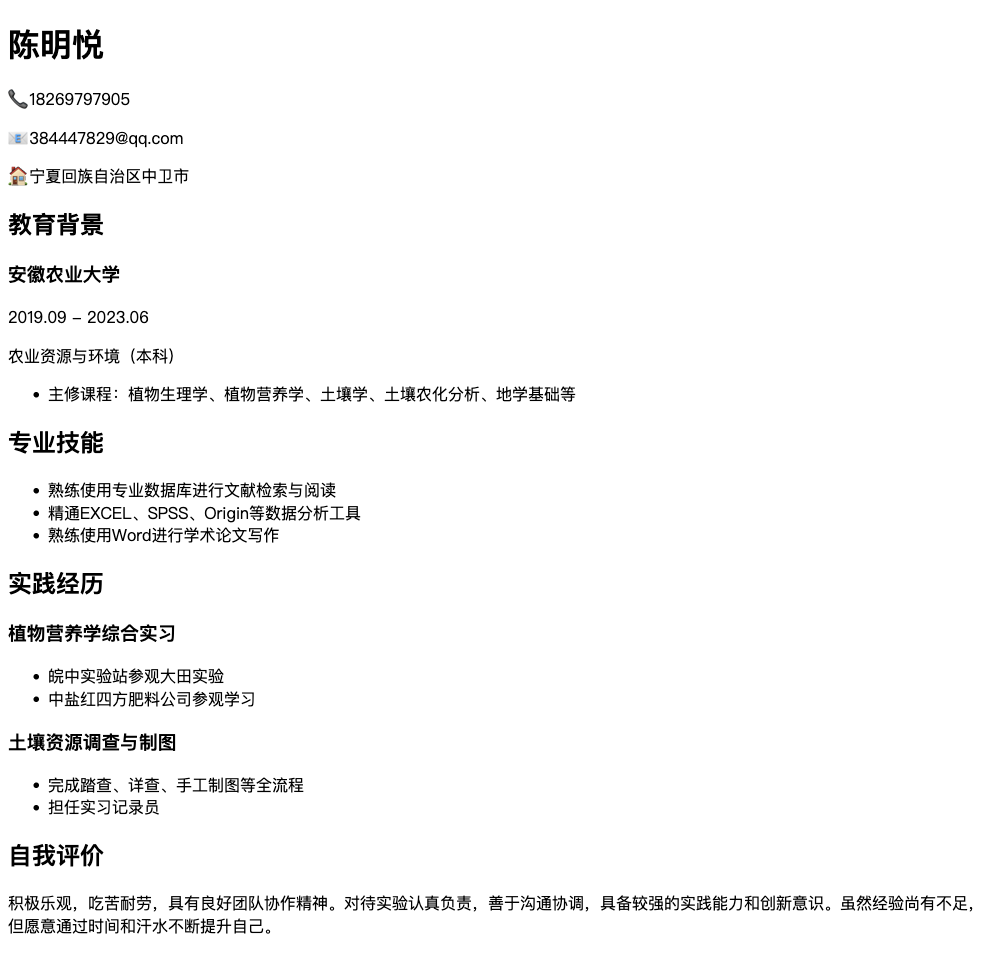 陈明悦
📞18269797905
📧384447829@qq.com
🏠宁夏回族自治区中卫市
教育背景
安徽农业大学
2019.09 – 2023.06
农业资源与环境（本科）
• 主修课程：植物生理学、植物营养学、土壤学、土壤农化分析、地学基础等
专业技能
• 熟练使用专业数据库进行文献检索与阅读
• 精通EXCEL、SPSS、Origin等数据分析工具
• 熟练使用Word进行学术论文写作
实践经历
植物营养学综合实习
• 皖中实验站参观大田实验
• 中盐红四方肥料公司参观学习
土壤资源调查与制图
• 完成踏查、详查、手工制图等全流程
• 担任实习记录员
自我评价
积极乐观，吃苦耐劳，具有良好团队协作精神。对待实验认真负责，善于沟通协调，具备较强的实践能力和创新意识。虽然经验尚有不足，
但愿意通过时间和汗水不断提升自己。